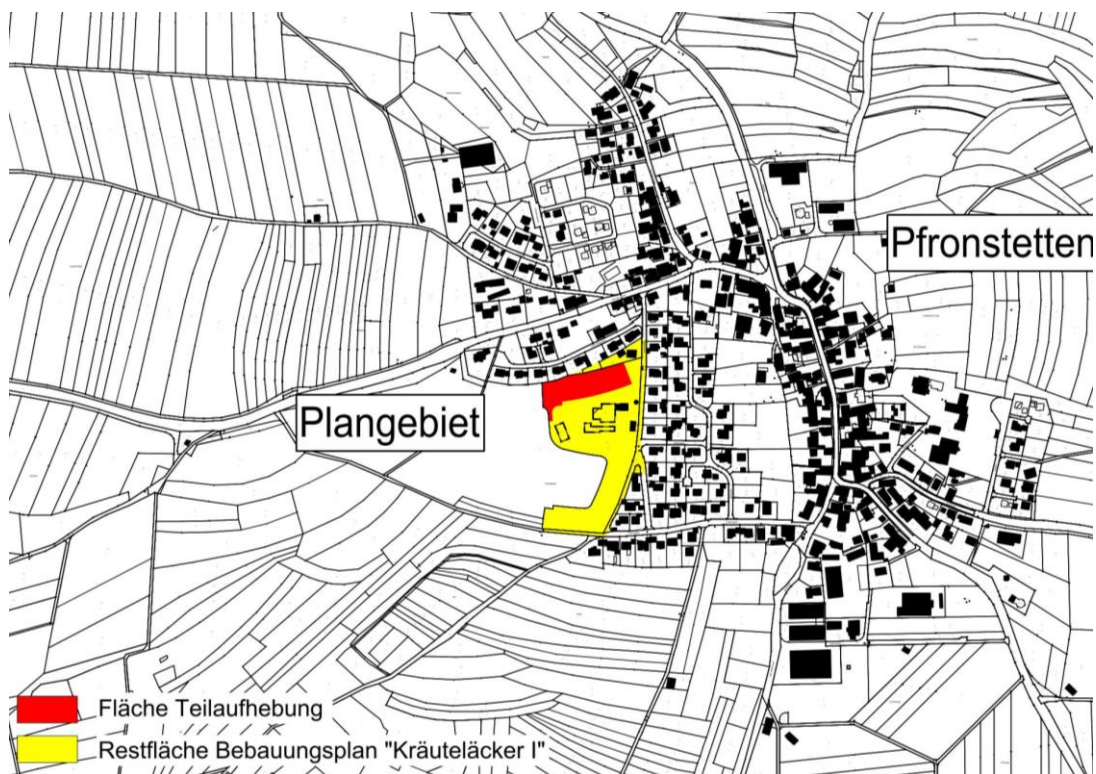 Pfronstetten
Plangebiet
Fläche Teilaufhebung
Restfläche Bebauungsplan "Kräuteläcker I"